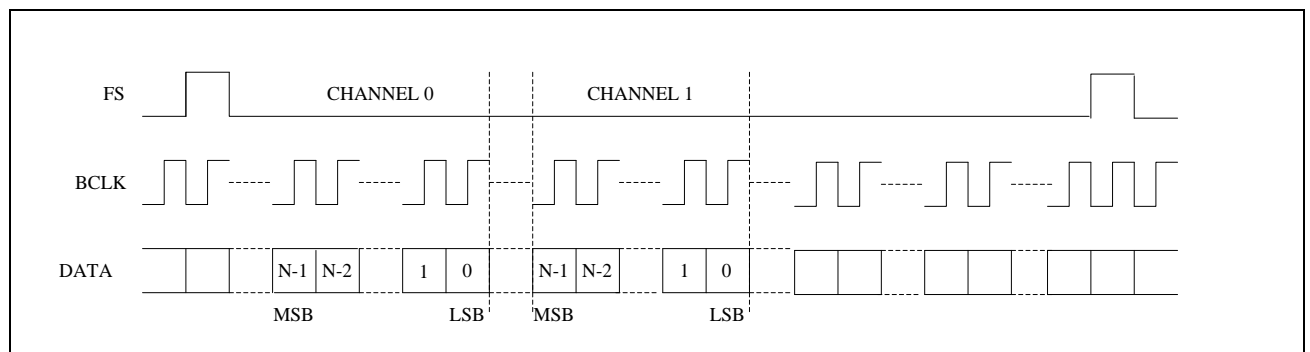 FS CHANNEL 0 CHANNEL 1
BCLK
DATA N-1 N-2 1 0 N-1 N-2 1 0
MSB LSB MSB LSB